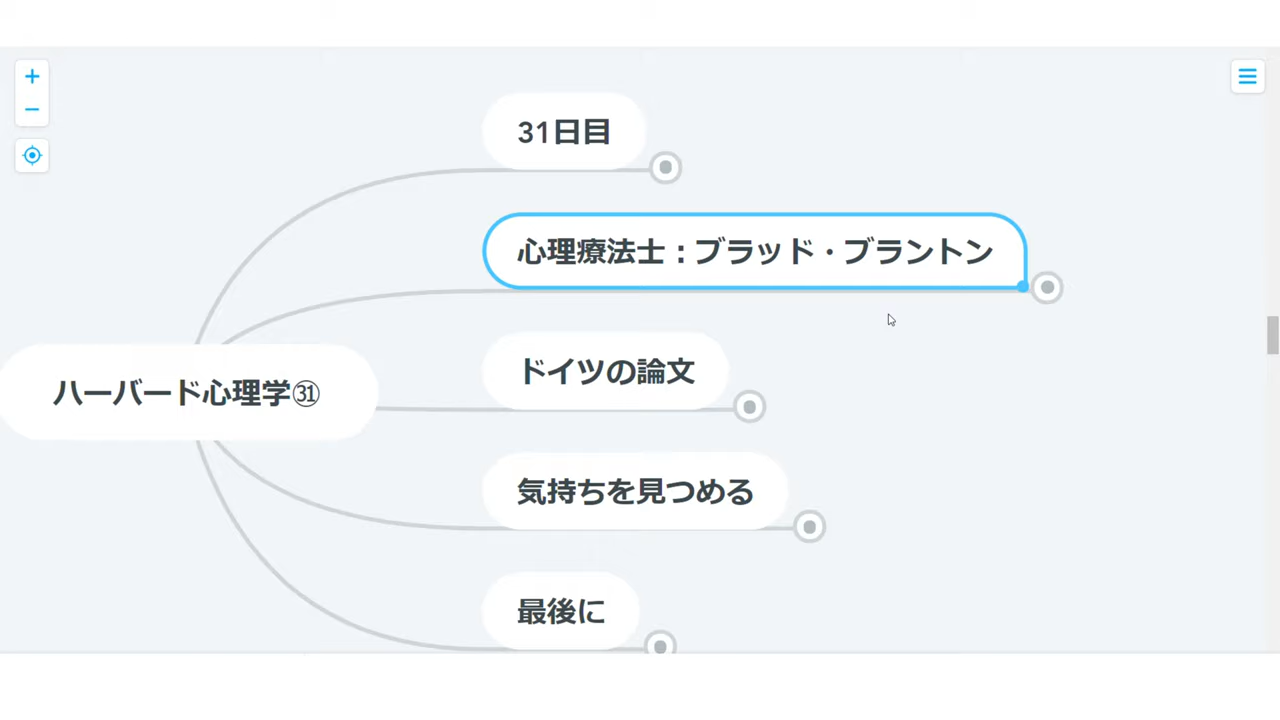 31日目
心理療法士：ブラッド・ブラントン
ハーバード心理学㉛
ドイツの論文
気持ちを見つめる
最後に